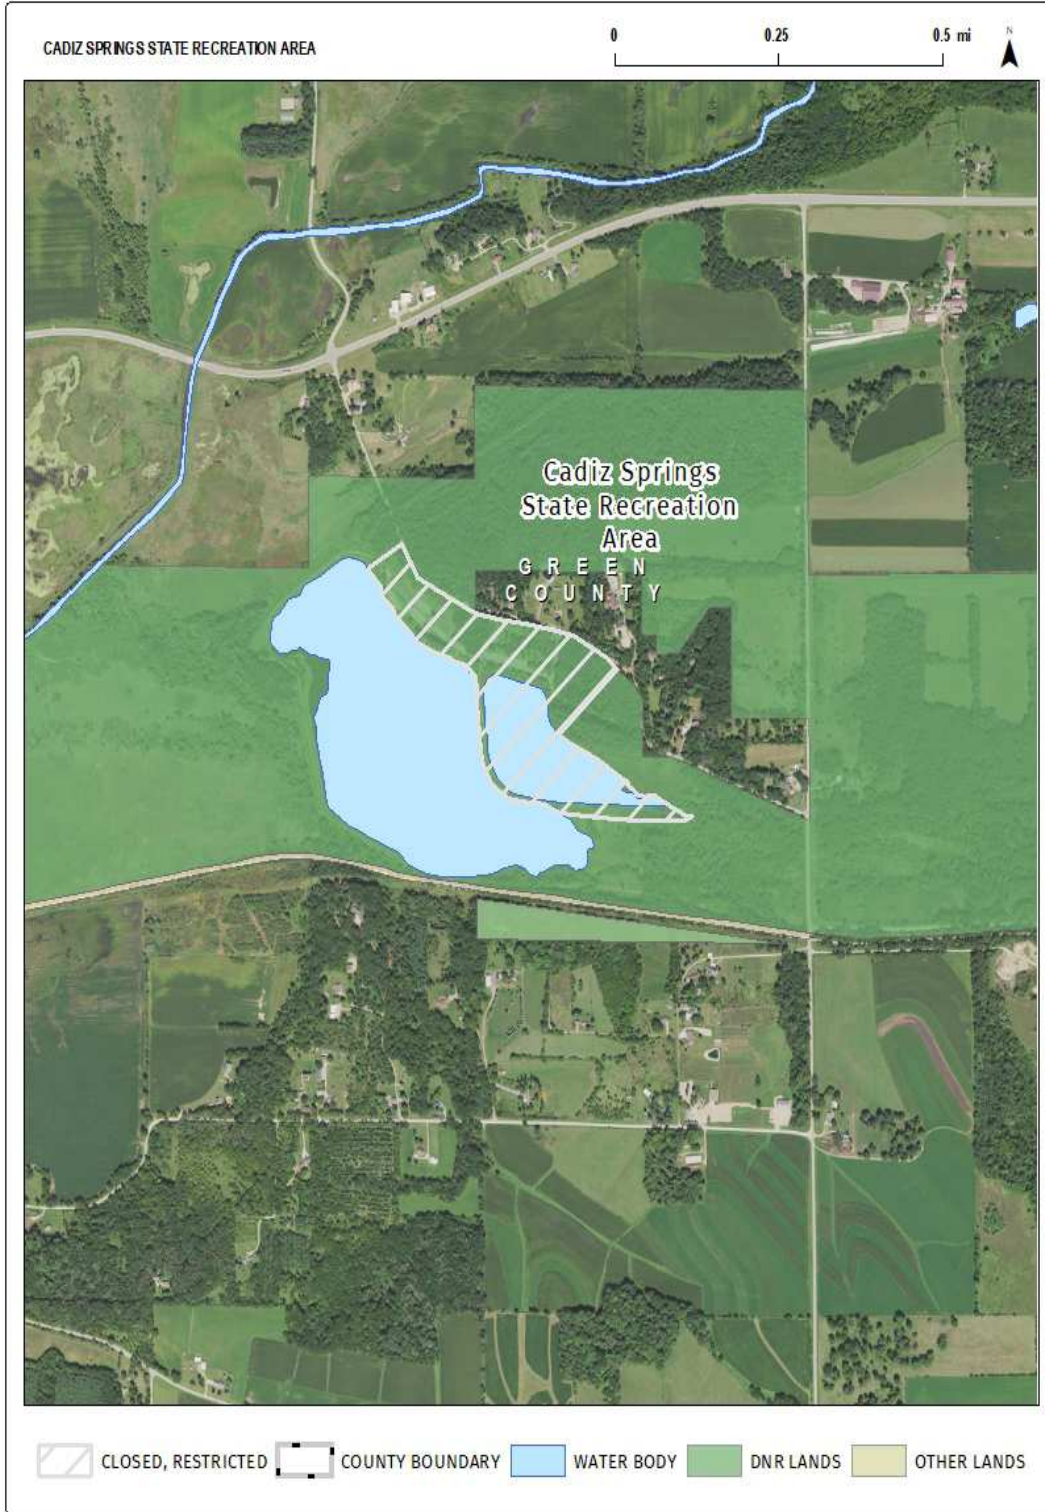 CADIZ SPRINGS STATE RECREATION AREA
0 0.25 0.5 mi
N
Cadiz Springs
State Recreation
Area
GREEN
COUNTY
CLOSED, RESTRICTED COUNTY BOUNDARY WATER BODY DNR LANDS OTHER LANDS